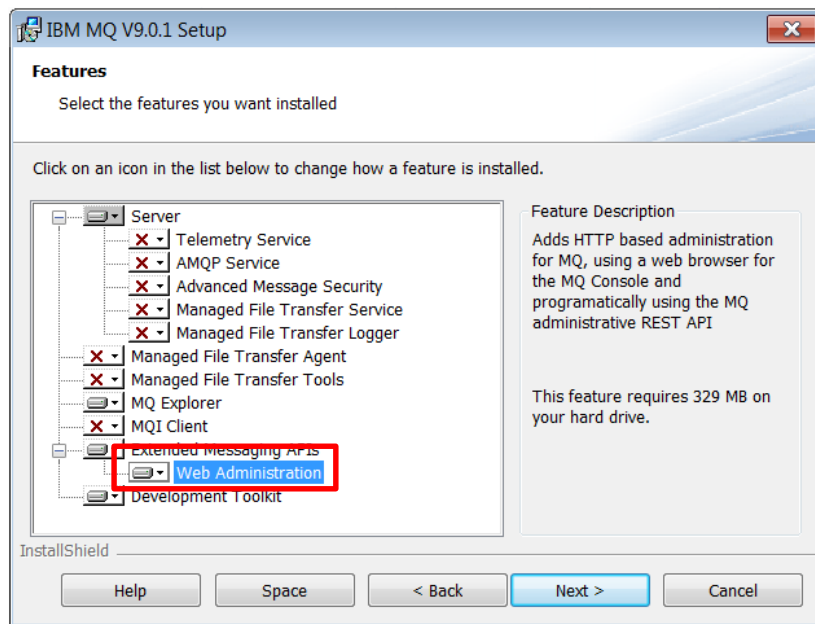 IBM MQ V9.0.1 Setup
Features
Select the features you want installed
Click on an icon in the list below to change how a feature is installed.
Server
Telemetry Service
AMQP Service
Advanced Message Security
Managed File Transfer Service
Managed File Transfer Logger
Managed File Transfer Agent
Managed File Transfer Tools
MQ Explorer
MQI Client
Extended Messaging APIs
Web Administration
Development Toolkit
Feature Description
Adds HTTP based administration
for MQ, using a web browser for
the MQ Console and
programatically using the MQ
administrative REST API
This feature requires 329 MB on
your hard drive.
InstallShield
Help
Space
< Back
Next >
Cancel